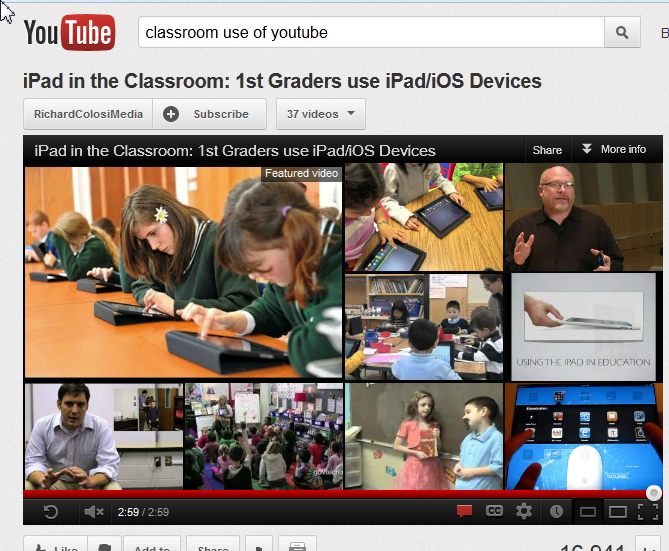 YouTube
classroom use of youtube
B
iPad in the Classroom: 1st Graders use iPad/iOS Devices
RichardColosiMedia Subscribe 37 videos
iPad in the Classroom: 1st Graders use iPad/iOS Devices Share More info
Featured video
USING THE IPAD IN EDUCATION
govtech.
2:59 / 2:59 CC
Like Add to Share
16,941